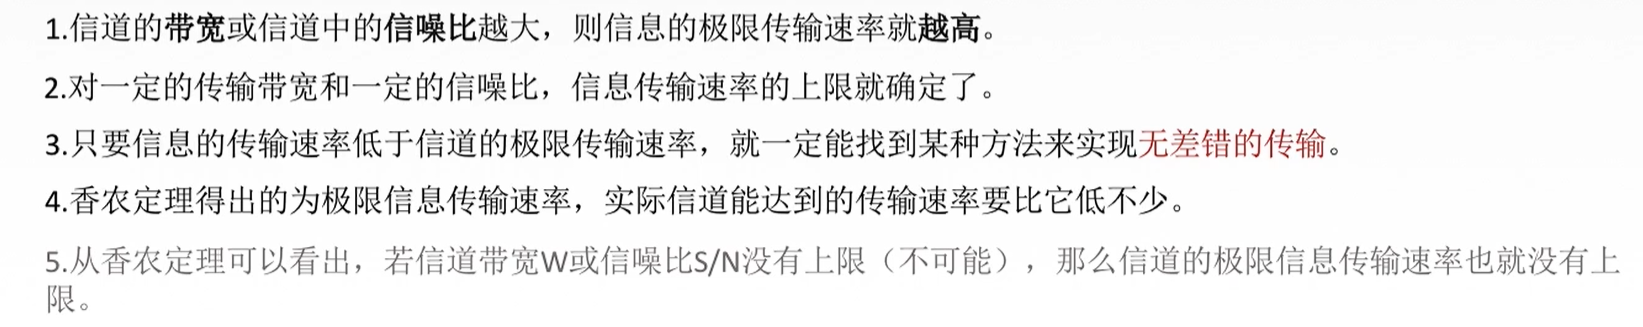 1.信道的带宽或信道中的信噪比越大，则信息的极限传输速率就越高。
2.对一定的传输带宽和一定的信噪比，信息传输速率的上限就确定了。
3.只要信息的传输速率低于信道的极限传输速率，就一定能找到某种方法来实现无差错的传输。
4.香农定理得出的为极限信息传输速率，实际信道能达到的传输速率要比它低不少。
5.从香农定理可以看出，若信道带宽W或信噪比S/N没有上限（不可能），那么信道的极限信息传输速率也就没有上
限。